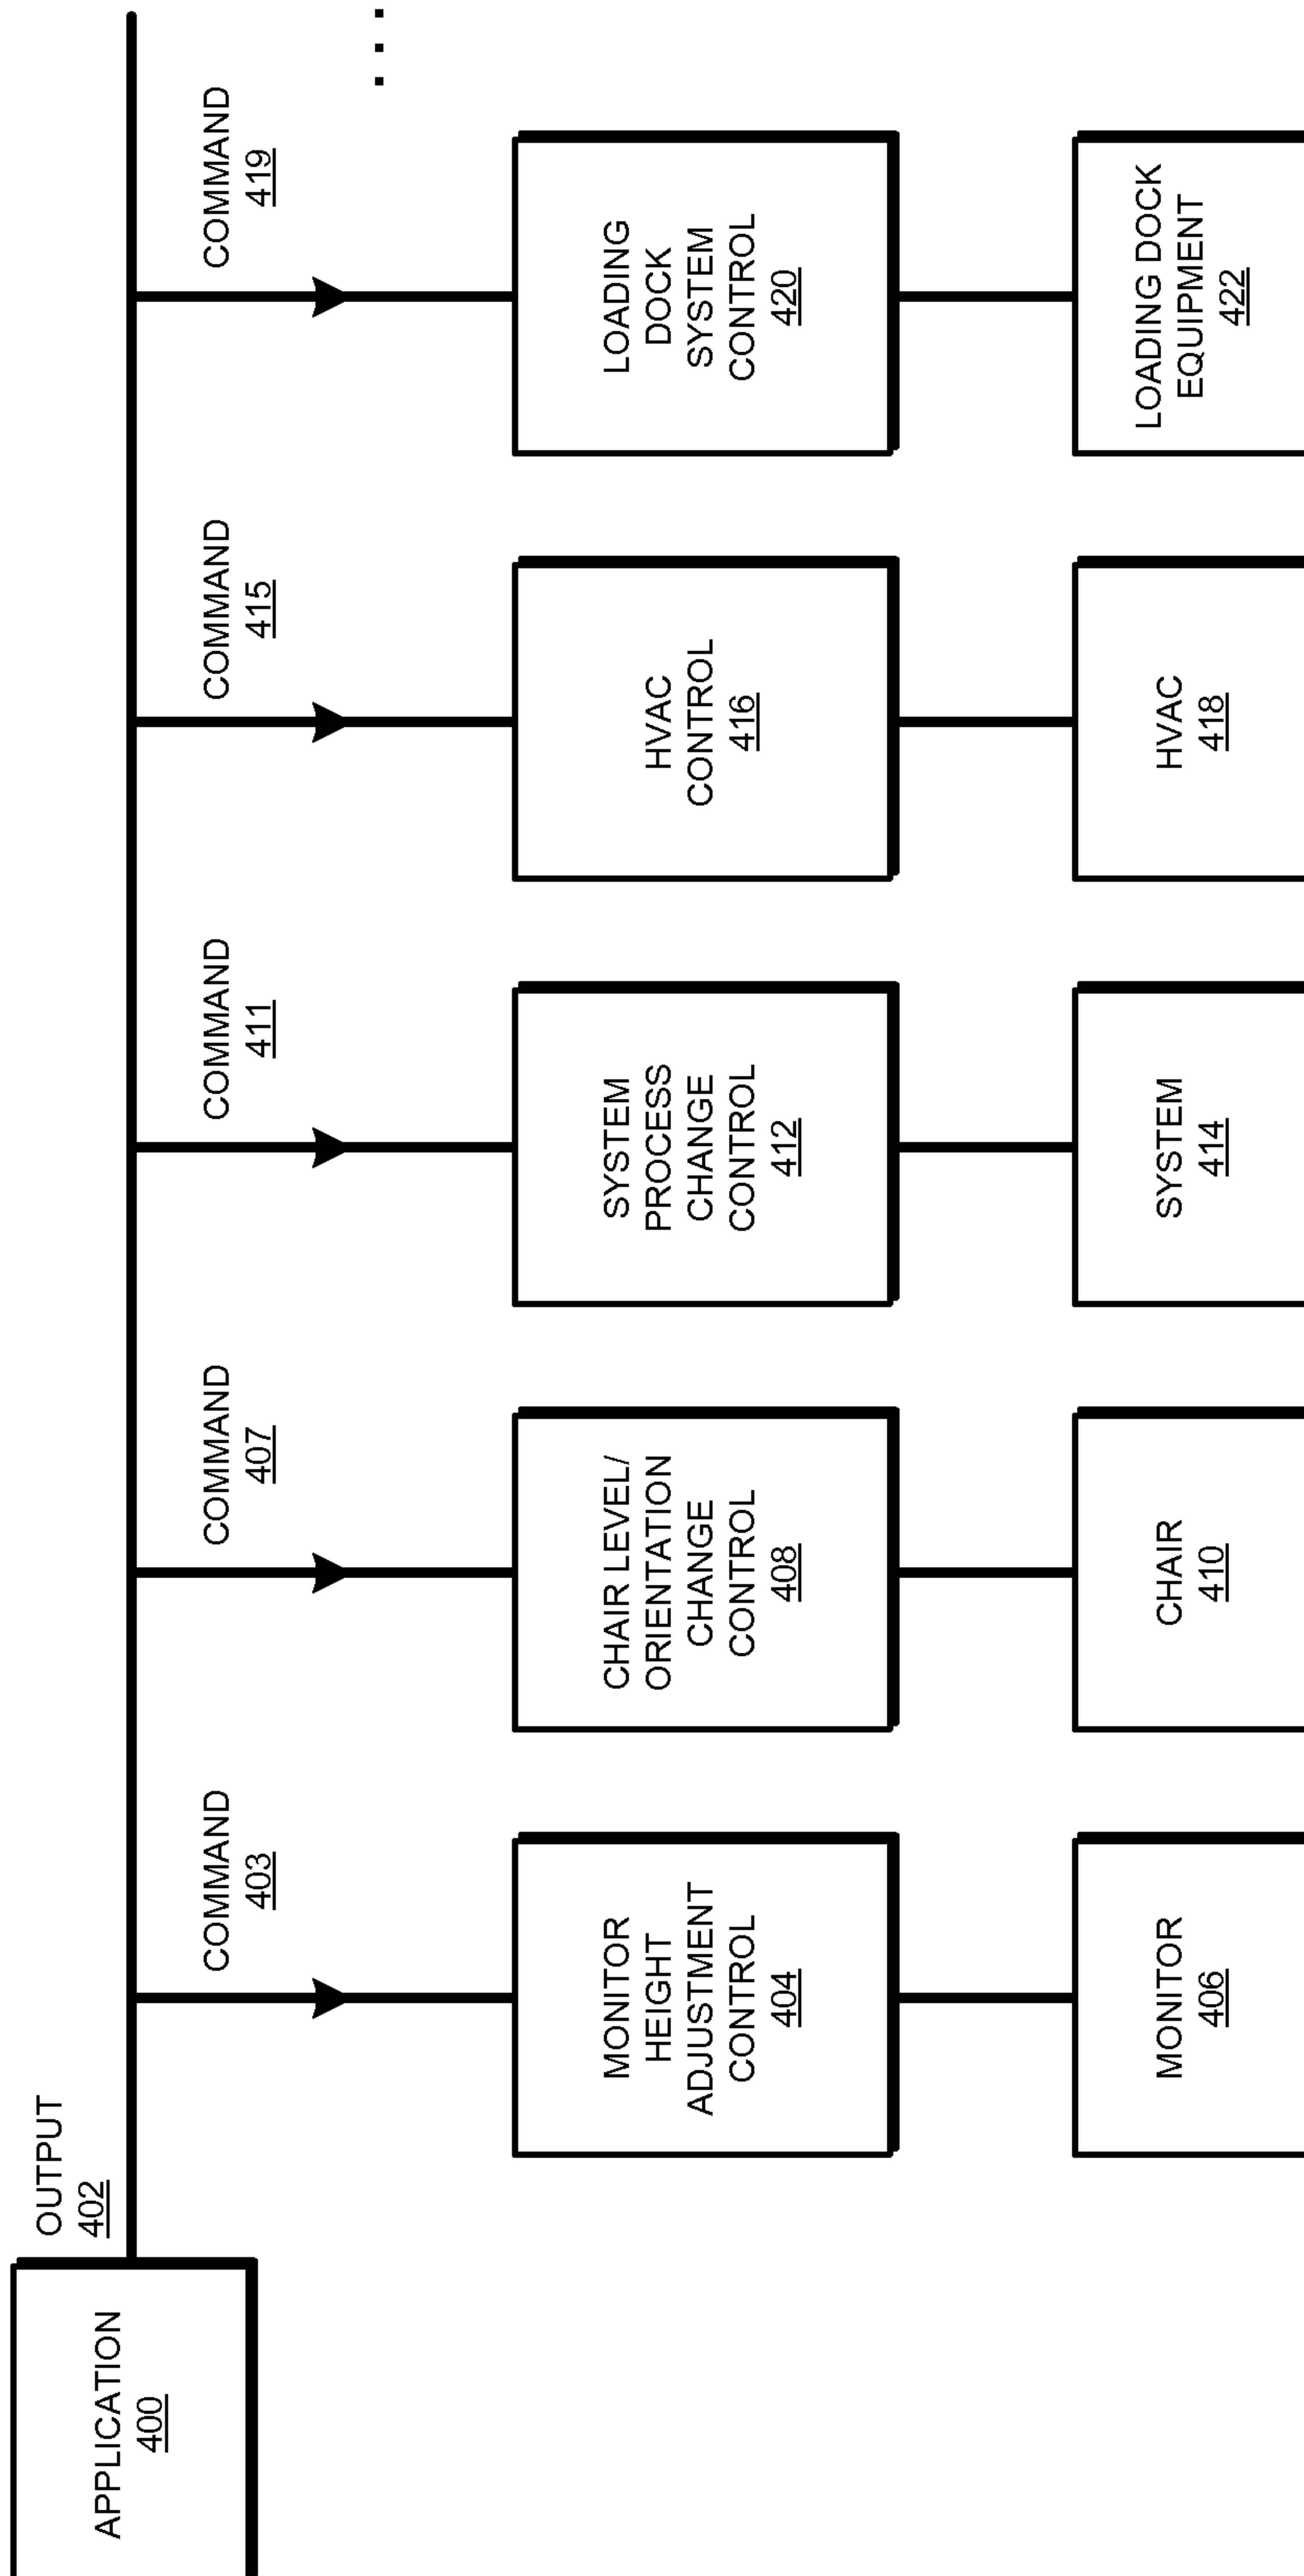 APPLICATION
400
OUTPUT
402
COMMAND
403
COMMAND
407
COMMAND
411
COMMAND
415
COMMAND
419
...
MONITOR
HEIGHT
ADJUSTMENT
CONTROL
404
CHAIR LEVEL/
ORIENTATION
CHANGE
CONTROL
408
SYSTEM
PROCESS
CHANGE
CONTROL
412
HVAC
CONTROL
416
LOADING
DOCK
SYSTEM
CONTROL
420
MONITOR
406
CHAIR
410
SYSTEM
414
HVAC
418
LOADING DOCK
EQUIPMENT
422